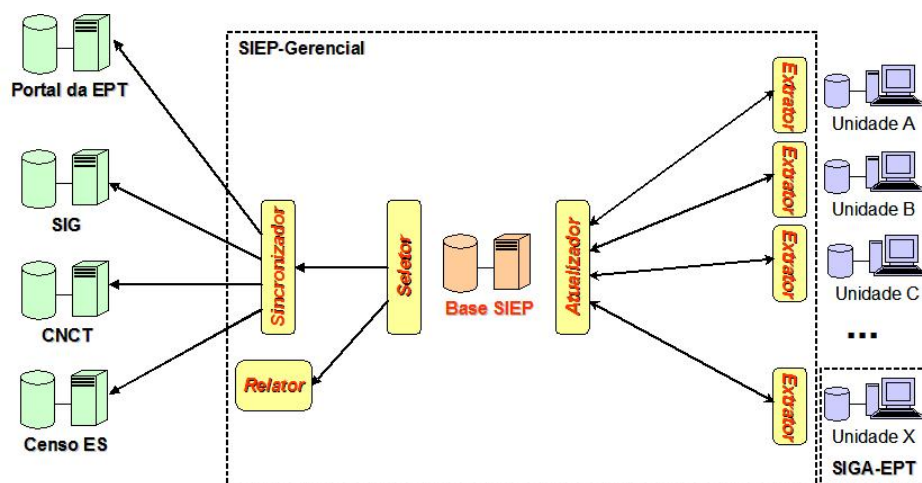 SIEP-Gerencial
Portal da EPT
SIG
CNCT
Censo ES
Sincronizador
Relator
Seletor
Base SIEP
Atualizador
Extrator
Extrator
Extrator
Extrator
Unidade A
Unidade B
Unidade C
...
Unidade X
SIGA-EPT